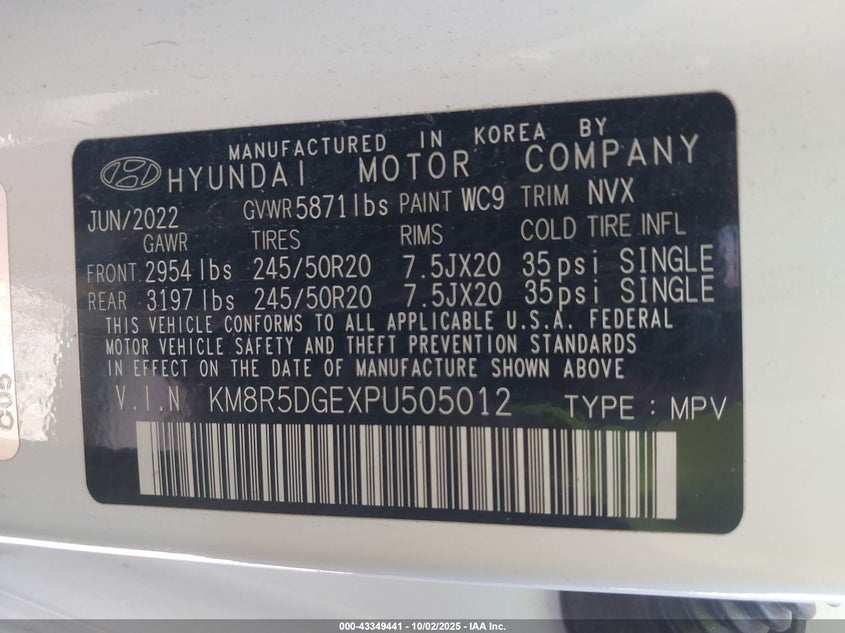 MANUFACTURED IN KOREA BY
HYUNDAI MOTOR COMPANY
JUN/2022 GVWR 5871 lbs PAINT WC9 TRIM NVX
GAWR TIRES RIMS COLD TIRE INFL
FRONT 2954 lbs 245/50R20 7.5JX20 35psi SINGLE
REAR 3197 lbs 245/50R20 7.5JX20 35psi SINGLE
THIS VEHICLE CONFORMS TO ALL APPLICABLE U.S.A. FEDERAL
MOTOR VEHICLE SAFETY AND THEFT PREVENTION STANDARDS
IN EFFECT ON THE DATE OF MANUFACTURE SHOWN ABOVE.
V.I.N KM8R5DGEXPU505012 TYPE : MPV
000-43349441 - 10/02/2025 - IAA Inc.